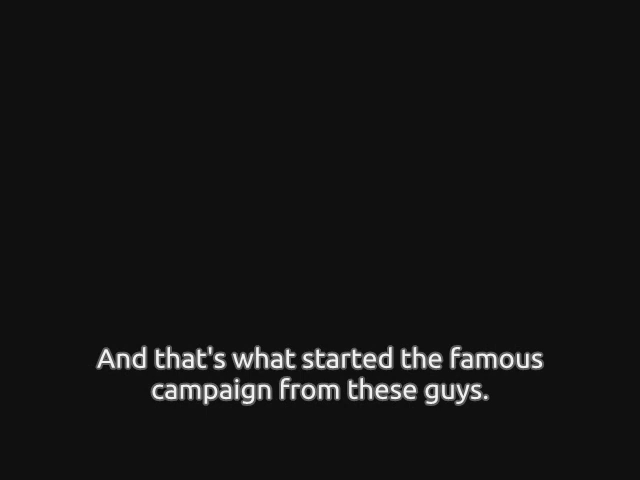 And that's what started the famous
campaign from these guys.